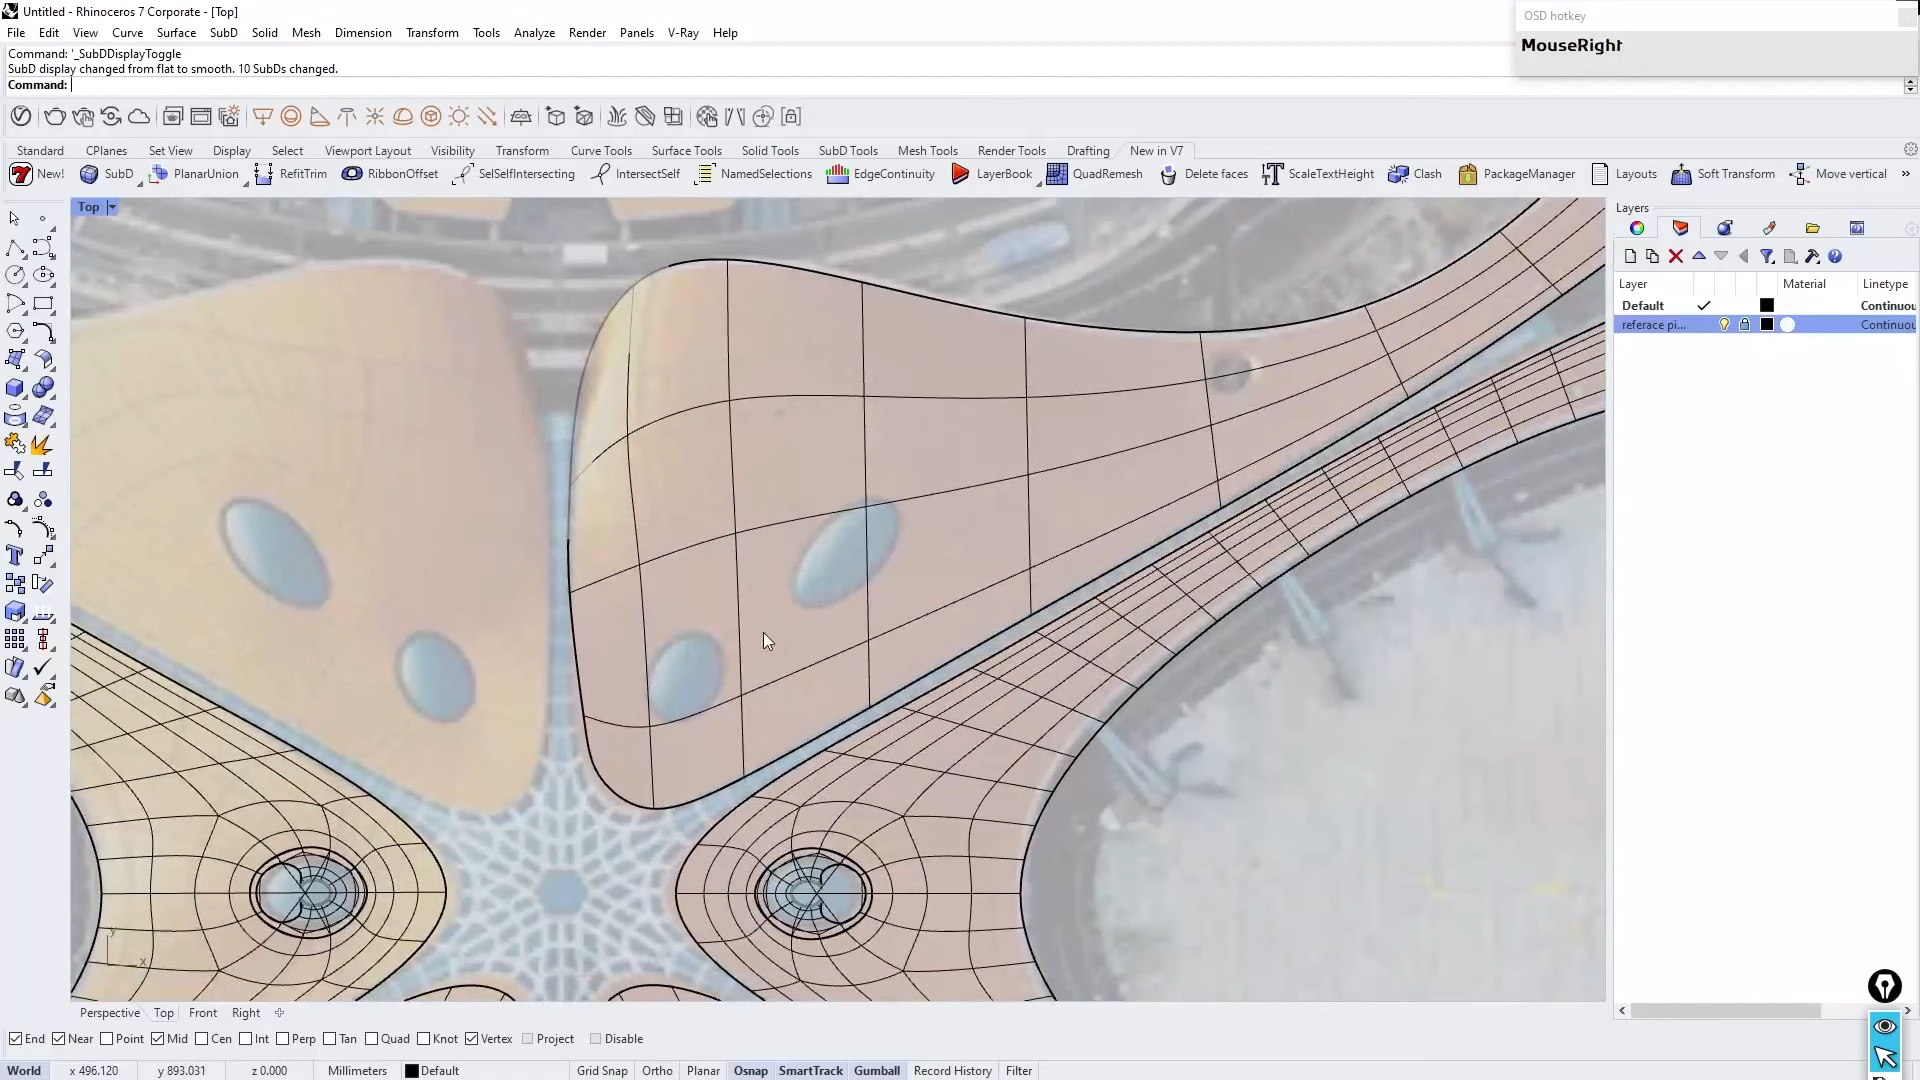 Untitled - Rhinoceros 7 Corporate - [Top]
OSD hotkey
MouseRight
File Edit View Curve Surface SubD Solid Mesh Dimension Transform Tools Analyze Render Panels V-Ray Help
Command: '_SubDDisplayToggle
SubD display changed from flat to smooth. 10 SubDs changed.
Command:
Standard CPlanes Set View Display Select Viewport Layout Visibility Transform Curve Tools Surface Tools Solid Tools SubD Tools Mesh Tools Render Tools Drafting New in V7
New! SubD PlanarUnion RefitTrim RibbonOffset SelSelfIntersecting IntersectSelf NamedSelections EdgeContinuity LayerBook QuadRemesh Delete faces ScaleTextHeight Clash PackageManager Layouts Soft Transform Move vertical »
Top
Layers
Layer Material Linetype
Default Continuou
referace pi... Continuou
y
x
Perspective Top Front Right
End Near Point Mid Cen Int Perp Tan Quad Knot Vertex Project Disable
World x 496.120 y 893.031 z 0.000 Millimeters Default Grid Snap Ortho Planar Osnap SmartTrack Gumball Record History Filter